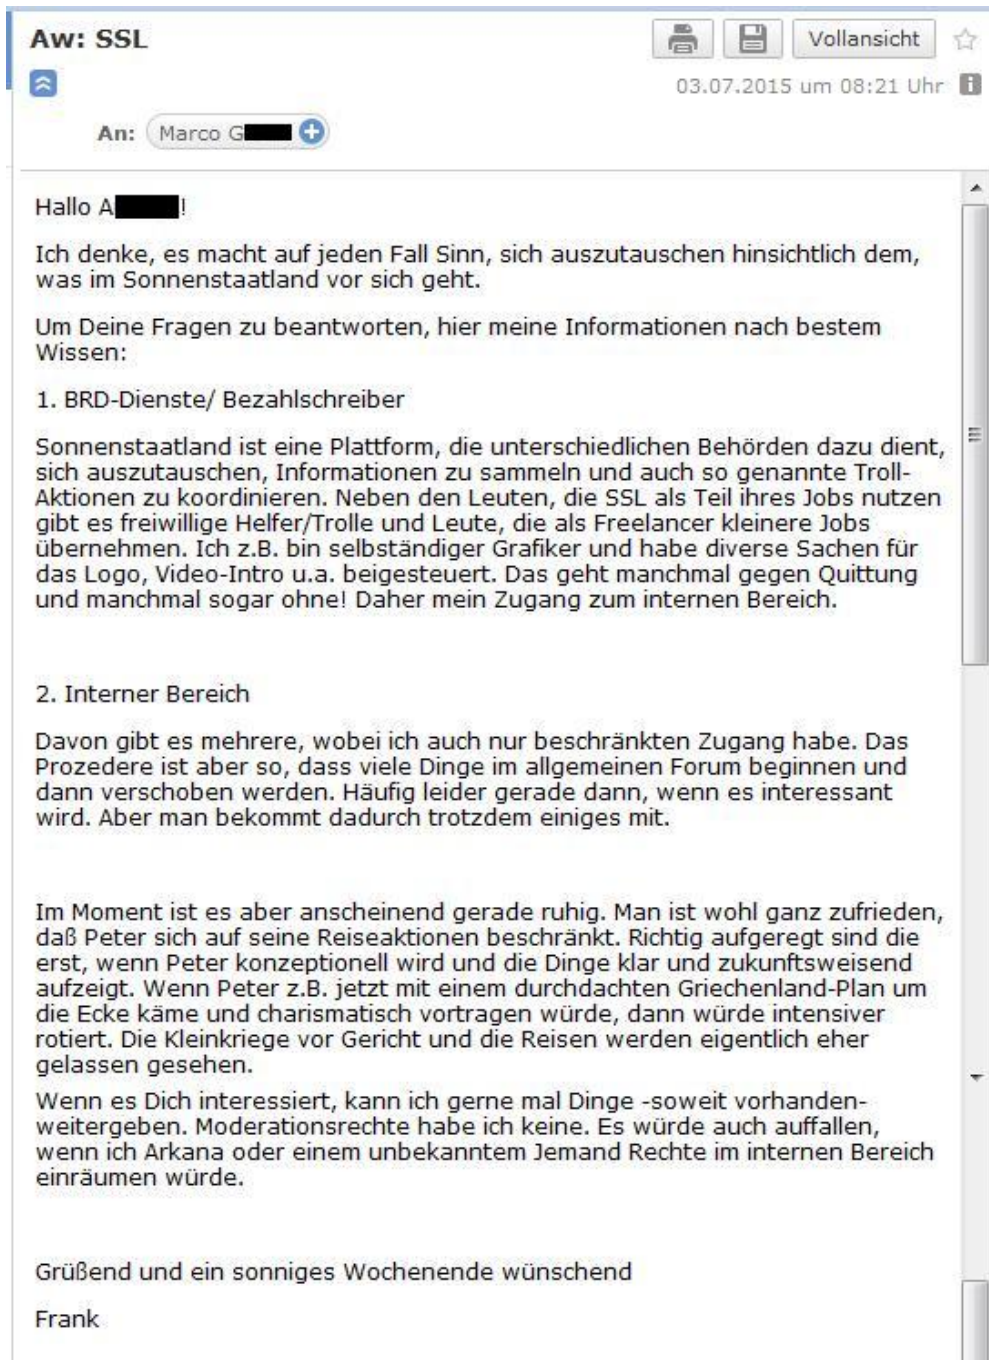 Aw: SSL
Vollansicht
03.07.2015 um 08:21 Uhr
An: Marco G
Hallo A !
Ich denke, es macht auf jeden Fall Sinn, sich auszutauschen hinsichtlich dem,
was im Sonnenstaatland vor sich geht.
Um Deine Fragen zu beantworten, hier meine Informationen nach bestem
Wissen:
1. BRD-Dienste/ Bezahlschreiber
Sonnenstaatland ist eine Plattform, die unterschiedlichen Behörden dazu dient,
sich auszutauschen, Informationen zu sammeln und auch so genannte Troll-
Aktionen zu koordinieren. Neben den Leuten, die SSL als Teil ihres Jobs nutzen
gibt es freiwillige Helfer/Trolle und Leute, die als Freelancer kleinere Jobs
übernehmen. Ich z.B. bin selbständiger Grafiker und habe diverse Sachen für
das Logo, Video-Intro u.a. beigesteuert. Das geht manchmal gegen Quittung
und manchmal sogar ohne! Daher mein Zugang zum internen Bereich.
2. Interner Bereich
Davon gibt es mehrere, wobei ich auch nur beschränkten Zugang habe. Das
Prozedere ist aber so, dass viele Dinge im allgemeinen Forum beginnen und
dann verschoben werden. Häufig leider gerade dann, wenn es interessant
wird. Aber man bekommt dadurch trotzdem einiges mit.
Im Moment ist es aber anscheinend gerade ruhig. Man ist wohl ganz zufrieden,
daß Peter sich auf seine Reiseaktionen beschränkt. Richtig aufgeregt sind die
erst, wenn Peter konzeptionell wird und die Dinge klar und zukunftsweisend
aufzeigt. Wenn Peter z.B. jetzt mit einem durchdachten Griechenland-Plan um
die Ecke käme und charismatisch vortragen würde, dann würde intensiver
rotiert. Die Kleinkriege vor Gericht und die Reisen werden eigentlich eher
gelassen gesehen.
Wenn es Dich interessiert, kann ich gerne mal Dinge -soweit vorhanden-
weitergeben. Moderationsrechte habe ich keine. Es würde auch auffallen,
wenn ich Arkana oder einem unbekanntem Jemand Rechte im internen Bereich
einräumen würde.
Grüßend und ein sonniges Wochenende wünschend
Frank